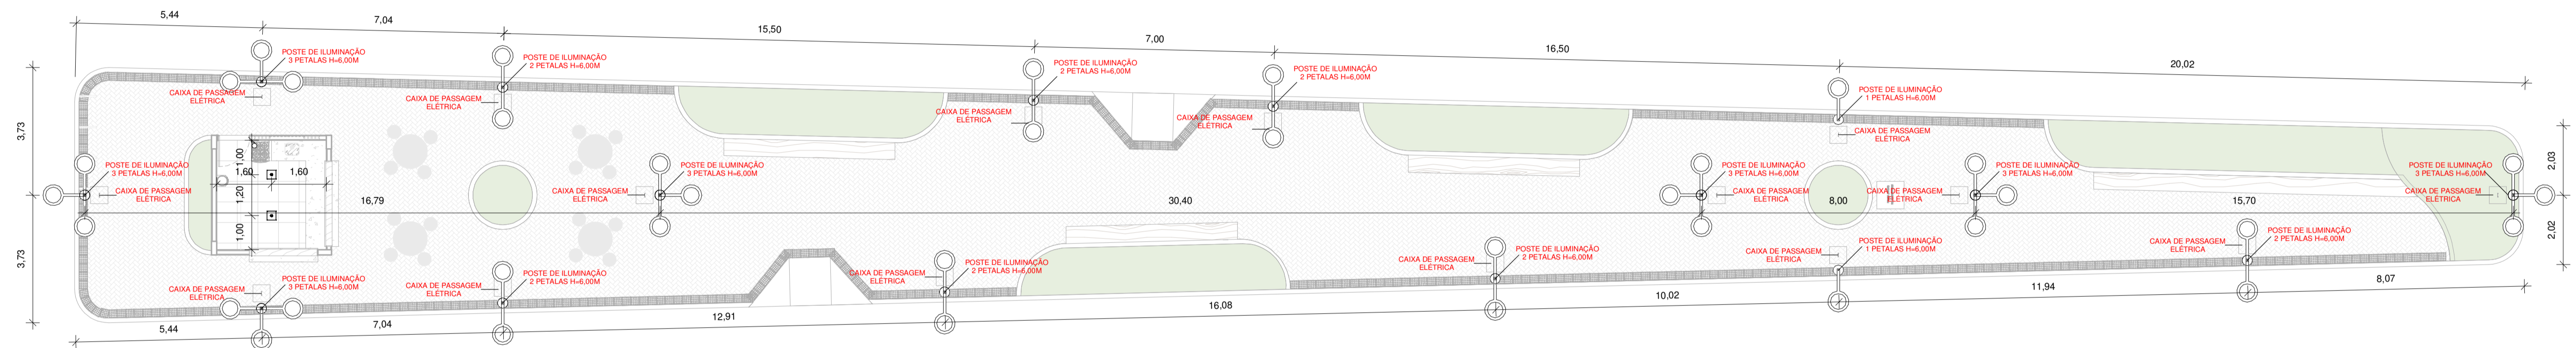 5,44
7,04
15,50
7,00
16,50
20,02
POSTE DE ILUMINAÇÃO
3 PETALAS H=6,00M
CAIXA DE PASSAGEM
ELÉTRICA
POSTE DE ILUMINAÇÃO
2 PETALAS H=6,00M
CAIXA DE PASSAGEM
ELÉTRICA
POSTE DE ILUMINAÇÃO
2 PETALAS H=6,00M
CAIXA DE PASSAGEM
ELÉTRICA
POSTE DE ILUMINAÇÃO
2 PETALAS H=6,00M
CAIXA DE PASSAGEM
ELÉTRICA
POSTE DE ILUMINAÇÃO
1 PETALAS H=6,00M
CAIXA DE PASSAGEM
ELÉTRICA
3,73
3,73
POSTE DE ILUMINAÇÃO
3 PETALAS H=6,00M
CAIXA DE PASSAGEM
ELÉTRICA
1,00
1,60
1,60
1,20
1,00
16,79
POSTE DE ILUMINAÇÃO
3 PETALAS H=6,00M
CAIXA DE PASSAGEM
ELÉTRICA
30,40
POSTE DE ILUMINAÇÃO
3 PETALAS H=6,00M
CAIXA DE PASSAGEM
ELÉTRICA
8,00
POSTE DE ILUMINAÇÃO
3 PETALAS H=6,00M
CAIXA DE PASSAGEM
ELÉTRICA
15,70
POSTE DE ILUMINAÇÃO
3 PETALAS H=6,00M
CAIXA DE PASSAGEM
ELÉTRICA
2,03
2,02
POSTE DE ILUMINAÇÃO
3 PETALAS H=6,00M
CAIXA DE PASSAGEM
ELÉTRICA
POSTE DE ILUMINAÇÃO
2 PETALAS H=6,00M
CAIXA DE PASSAGEM
ELÉTRICA
POSTE DE ILUMINAÇÃO
2 PETALAS H=6,00M
CAIXA DE PASSAGEM
ELÉTRICA
POSTE DE ILUMINAÇÃO
2 PETALAS H=6,00M
CAIXA DE PASSAGEM
ELÉTRICA
POSTE DE ILUMINAÇÃO
1 PETALAS H=6,00M
CAIXA DE PASSAGEM
ELÉTRICA
POSTE DE ILUMINAÇÃO
2 PETALAS H=6,00M
CAIXA DE PASSAGEM
ELÉTRICA
5,44
7,04
12,91
16,08
10,02
11,94
8,07